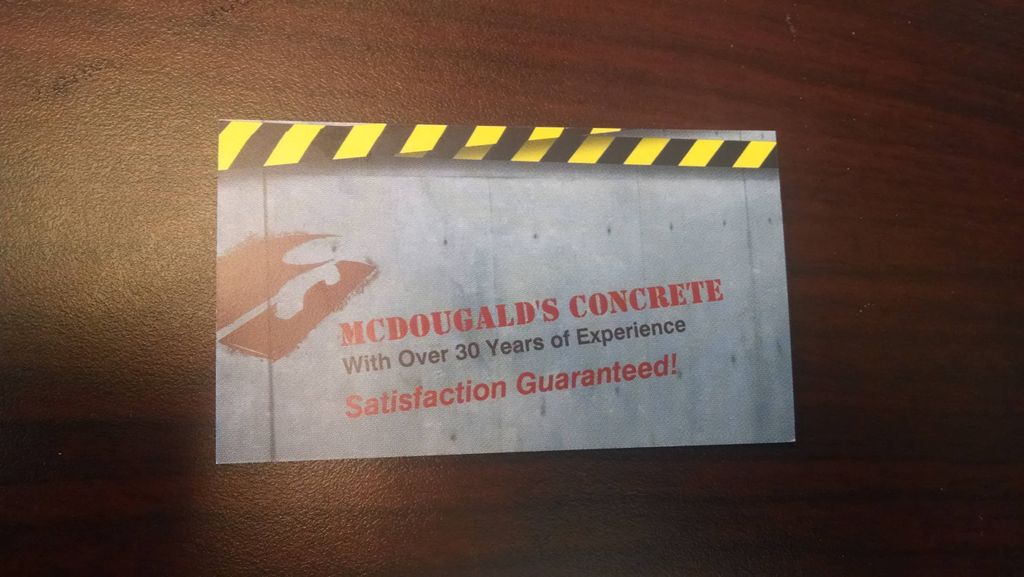 MCDOUGALD'S CONCRETE
With Over 30 Years of Experience
Satisfaction Guaranteed!